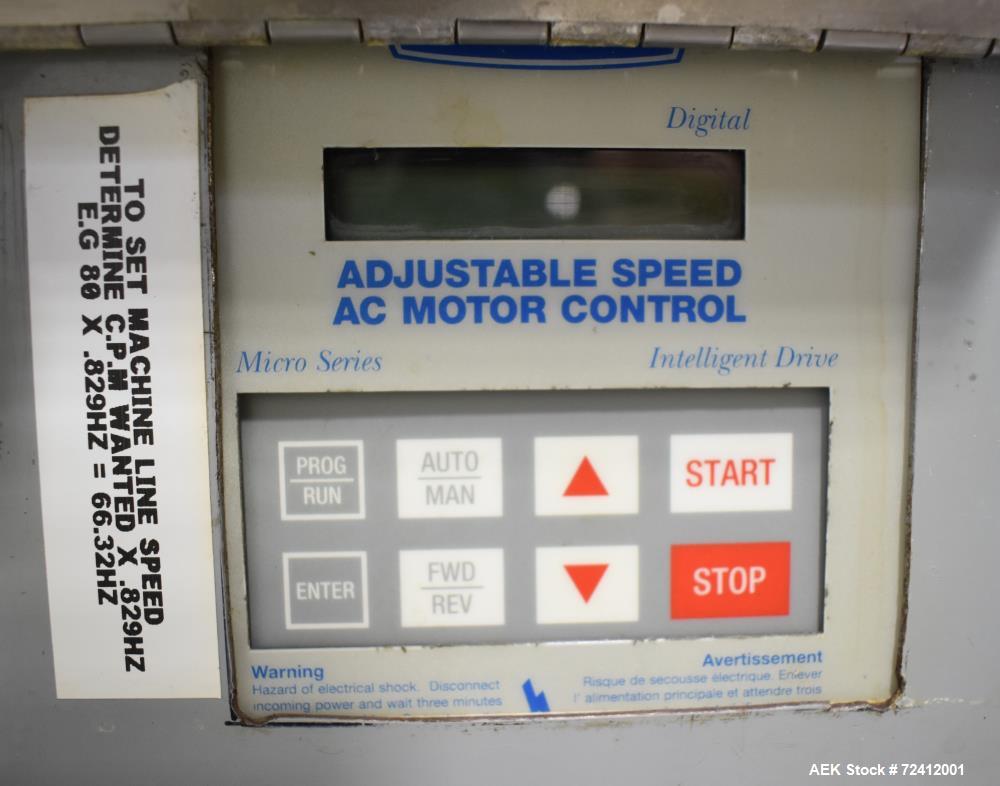 Digital
ADJUSTABLE SPEED
AC MOTOR CONTROL
Micro Series
Intelligent Drive
TO SET MACHINE LINE SPEED
DETERMINE C.P.M WANTED X .829HZ
E.G 80 X .829HZ = 66.32HZ
PROG
RUN
AUTO
MAN
START
ENTER
FWD
REV
STOP
Warning
Hazard of electrical shock. Disconnect
incoming power and wait three minutes
Avertissement
Risque de secousse électrique. Enlever
l' alimentation principale et attendre trois
AEK Stock # 72412001